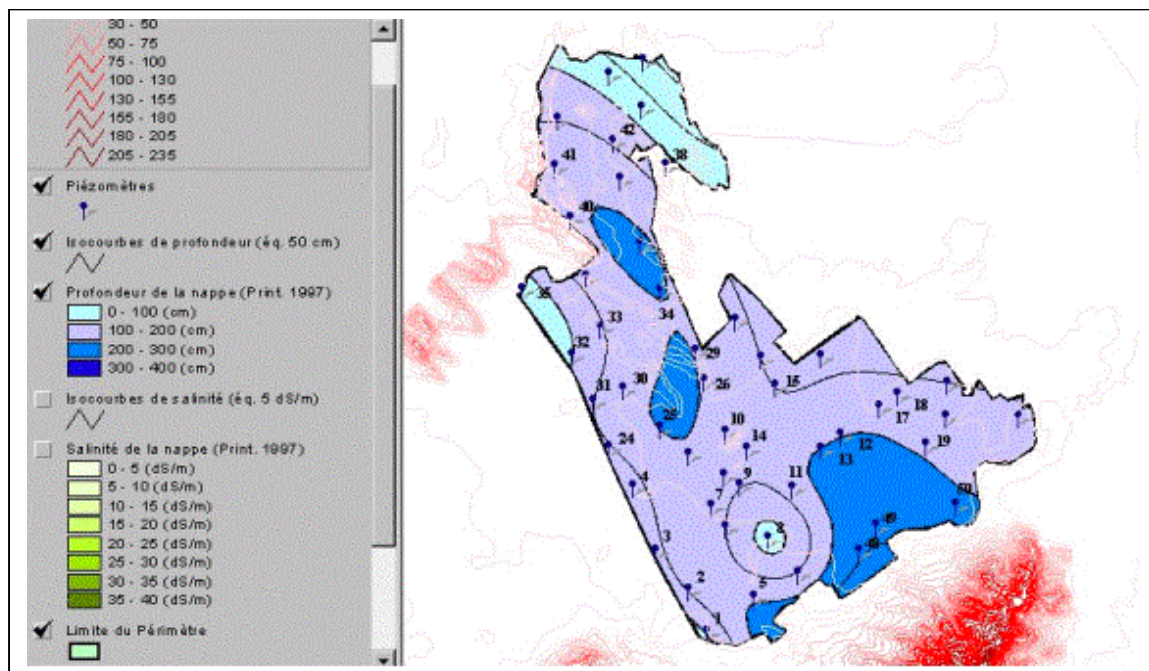 30 - 50
50 - 75
75 - 100
100 - 130
130 - 155
155 - 180
180 - 205
205 - 235
Piézomètres
Isocourbes de profondeur (éq. 50 cm)
Profondeur de la nappe (Print. 1997)
0 - 100 (cm)
100 - 200 (cm)
200 - 300 (cm)
300 - 400 (cm)
Isocourbes de salinité (éq. 5 dS/m)
Salinité de la nappe (Print. 1997)
0 - 5 (dS/m)
5 - 10 (dS/m)
10 - 15 (dS/m)
15 - 20 (dS/m)
20 - 25 (dS/m)
25 - 30 (dS/m)
30 - 35 (dS/m)
35 - 40 (dS/m)
Limite du Périmètre
42
38
41
40
35
34
33
32
29
31
30
26
15
18
17
25
10
24
14
12
19
13
4
9
11
7
50
49
8
3
48
2
5
1